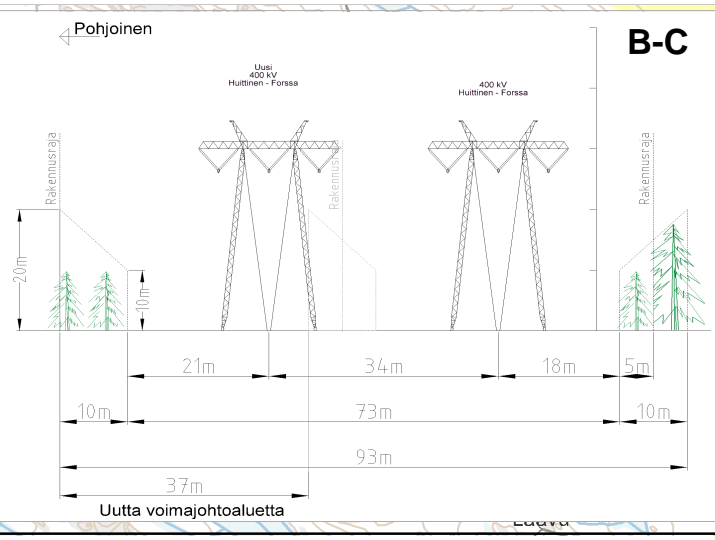 Pohjoinen
B-C
Uusi
400 kV
Huittinen - Forssa
400 kV
Huittinen - Forssa
Rakennusraja
Rakennusraja
Rakennusraja
20m
10m
21m
34m
18m
5m
10m
73m
10m
93m
37m
Uutta voimajohtoaluetta
Laavu